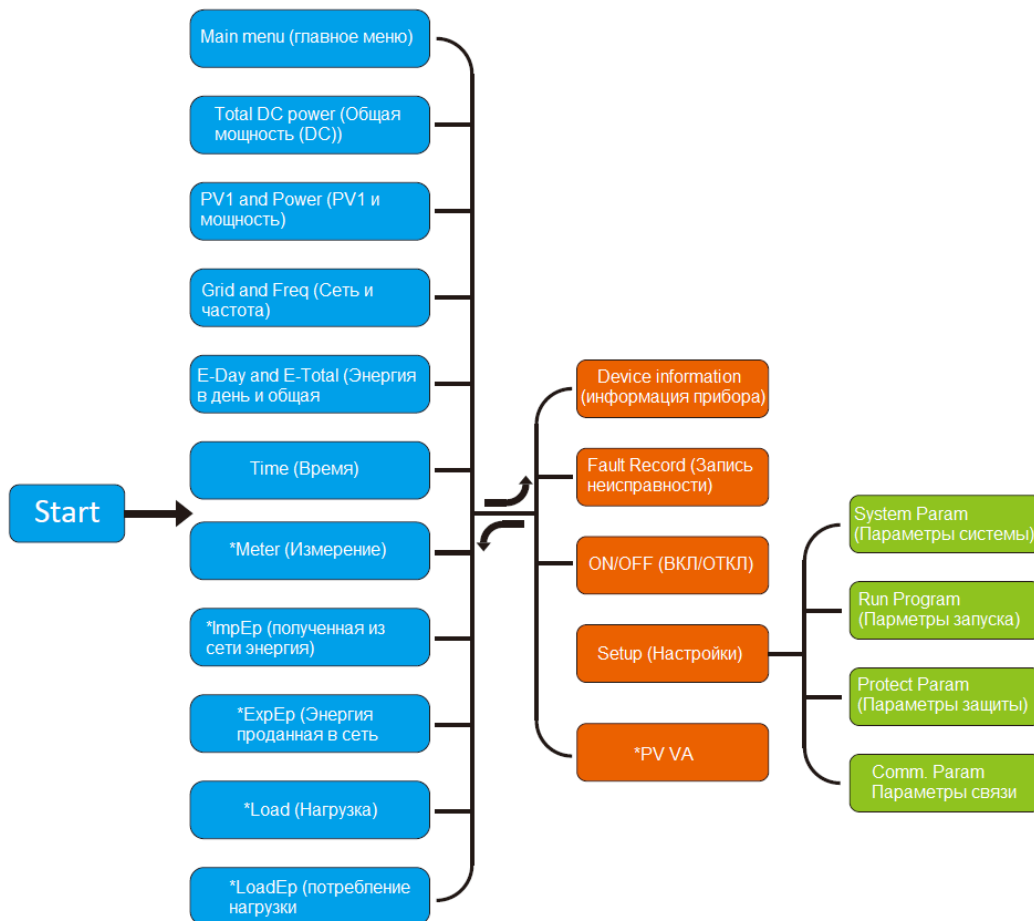 Main menu (главное меню)
Total DC power (Общая
мощность (DC))
PV1 and Power (PV1 и
мощность)
Grid and Freq (Сеть и
частота)
E-Day and E-Total (Энергия
в день и общая
Time (Время)
Start
*Meter (Измерение)
*ImpEp (полученная из
сети энергия)
*ExpEp (Энергия
проданная в сеть
*Load (Нагрузка)
*LoadEp (потребление
нагрузки
Device information
(информация прибора)
Fault Record (Запись
неисправности)
ON/OFF (ВКЛ/ОТКЛ)
Setup (Настройки)
*PV VA
System Param
(Параметры системы)
Run Program
(Парметры запуска)
Protect Param
(Параметры защиты)
Comm. Param
Параметры связи